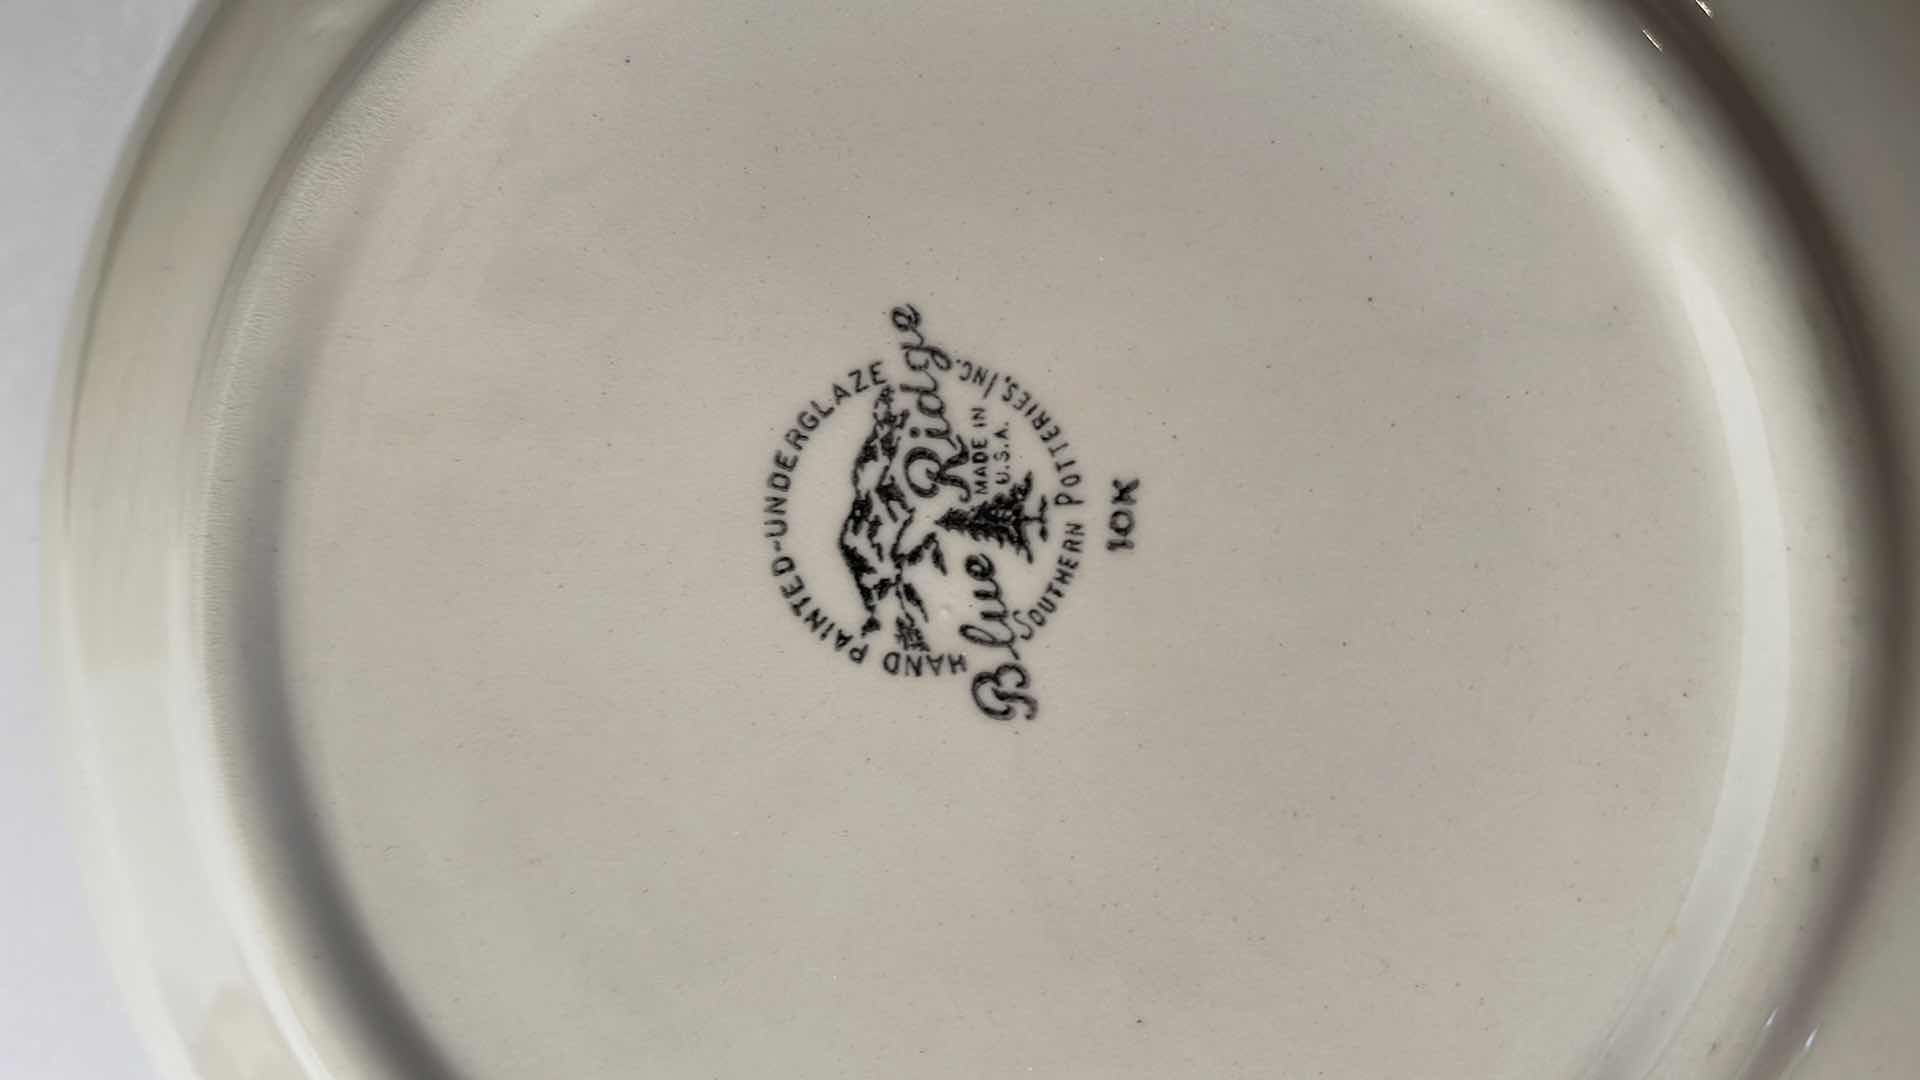 HAND PAINTED-UNDERGLAZE
Blue Ridge
MADE IN
U.S.A.
SOUTHERN POTTERIES, INC.
10K